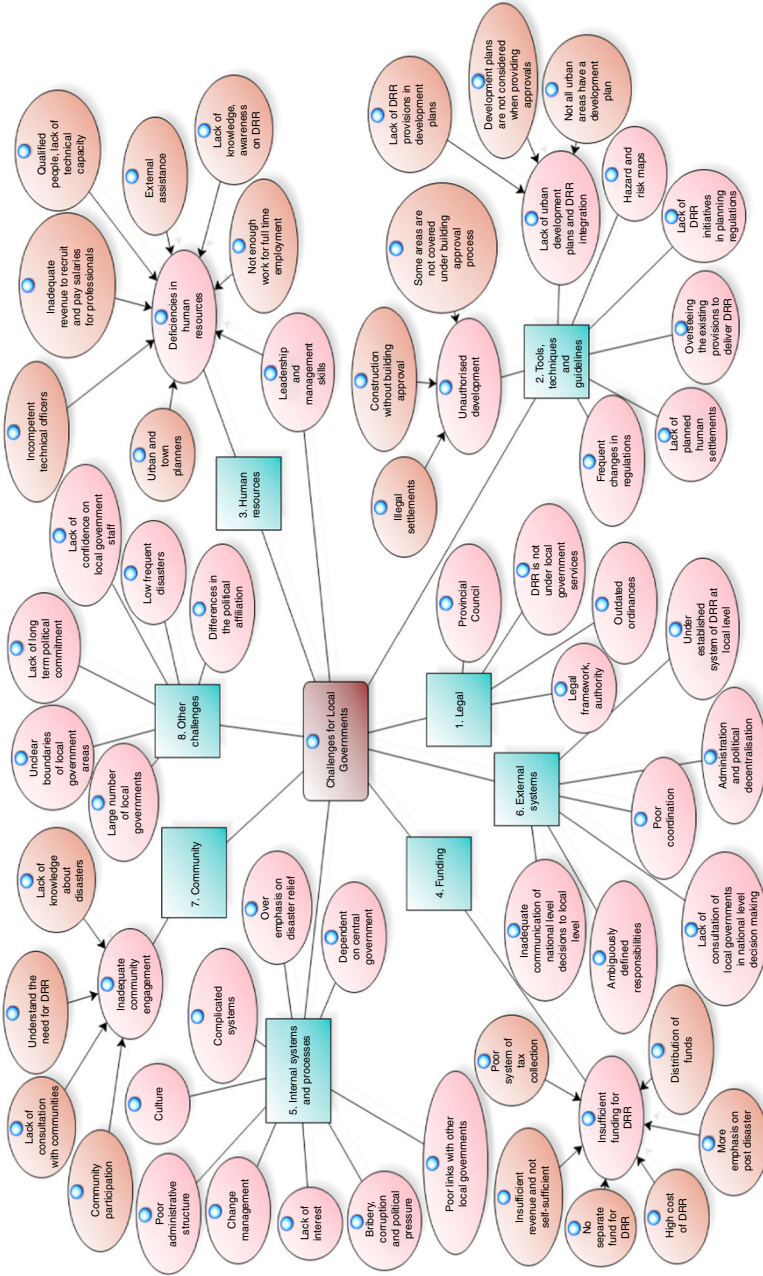 Challenges for Local
Governments
1. Legal
Provincial
Council
DRR is not
under local
government
services
Outdated
ordinances
Legal
framework,
authority
2. Tools,
techniques
and
guidelines
Unauthorised
development
Illegal
settlements
Construction
without building
approval
Some areas are
not covered
under building
approval
process
Lack of urban
development
plans and DRR
integration
Lack of DRR
provisions in
development
plans
Development plans
are not considered
when providing
approvals
Not all urban
areas have a
development
plan
Hazard and
risk maps
Lack of
DRR
initiatives
in planning
regulations
Overseeing
the existing
provisions to
deliver DRR
Lack of
planned
human
settlements
Frequent
changes in
regulations
3. Human
resources
Deficiencies in
human
resources
Urban and
town
planners
Incompetent
technical officers
Inadequate
revenue to recruit
and pay salaries
for professionals
Qualified
people, lack of
technical
capacity
External
assistance
Lack of
knowledge,
awareness
on DRR
Not enough
work for full time
employment
Leadership
and
management
skills
4. Funding
Insufficient
funding for
DRR
Poor
system of
tax
collection
Insufficient
revenue and not
self-sufficient
No
separate
fund for
DRR
High cost
of DRR
More
emphasis on
post disaster
Distribution of
funds
5. Internal systems
and processes
Over
emphasis on
disaster relief
Dependent
on central
government
Complicated
systems
Culture
Poor
administrative
structure
Change
management
Lack of
interest
Bribery,
corruption
and political
pressure
Poor links with other
local governments
6. External
systems
Under
established
system of DRR at
local level
Administration
and political
decentralisation
Poor
coordination
Lack of
consultation of
local governments
in national level
decision making
Ambiguously
defined
responsibilities
Inadequate
communication of
national level
decisions to local
level
7. Community
Inadequate
community
engagement
Lack of
knowledge
about
disasters
Understand the
need for DRR
Lack of
consultation
with communities
Community
participation
8. Other
challenges
Large number
of local
governments
Unclear
boundaries
of local
government
areas
Lack of long
term political
commitment
Lack of
confidence on
local government
staff
Low frequent
disasters
Differences in
the political
affiliation